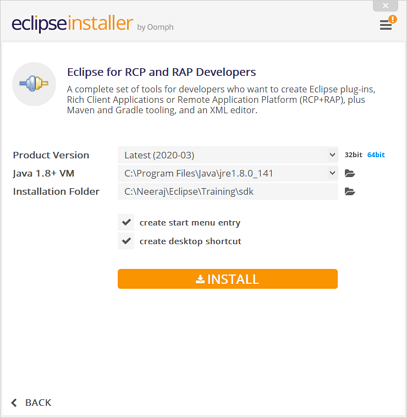 eclipseinstaller by Oomph
Eclipse for RCP and RAP Developers
A complete set of tools for developers who want to create Eclipse plug-ins,
Rich Client Applications or Remote Application Platform (RCP+RAP), plus
Maven and Gradle tooling, and an XML editor.
Product Version Latest (2020-03) 32bit 64bit
Java 1.8+ VM C:\Program Files\Java\jre1.8.0_141
Installation Folder C:\Neeraj\Eclipse\Training\sdk
create start menu entry
create desktop shortcut
INSTALL
BACK